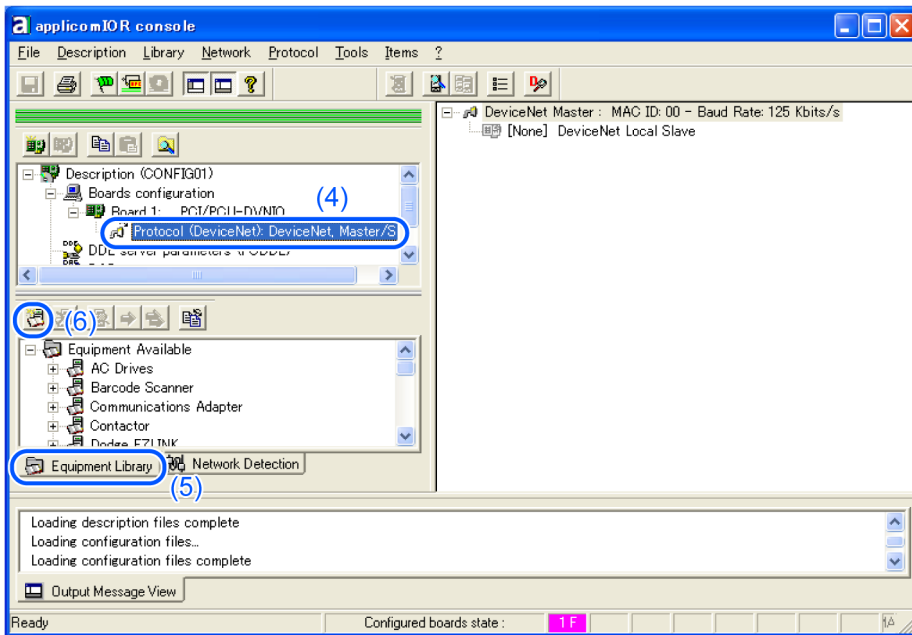 applicomIOR console
File Description Library Network Protocol Tools Items ?
DeviceNet Master : MAC ID: 00 - Baud Rate: 125 Kbits/s
[None] DeviceNet Local Slave
Description (CONFIG01)
Boards configuration
(4)
Board 1: PCI/PCU-DVNIO
Protocol (DeviceNet): DeviceNet, Master/S
DDE server parameters (PCDDE)
(6)
Equipment Available
AC Drives
Barcode Scanner
Communications Adapter
Contactor
Dodge EZLINK
Equipment Library Network Detection
(5)
Loading description files complete
Loading configuration files...
Loading configuration files complete
Output Message View
Ready Configured boards state : 1 F